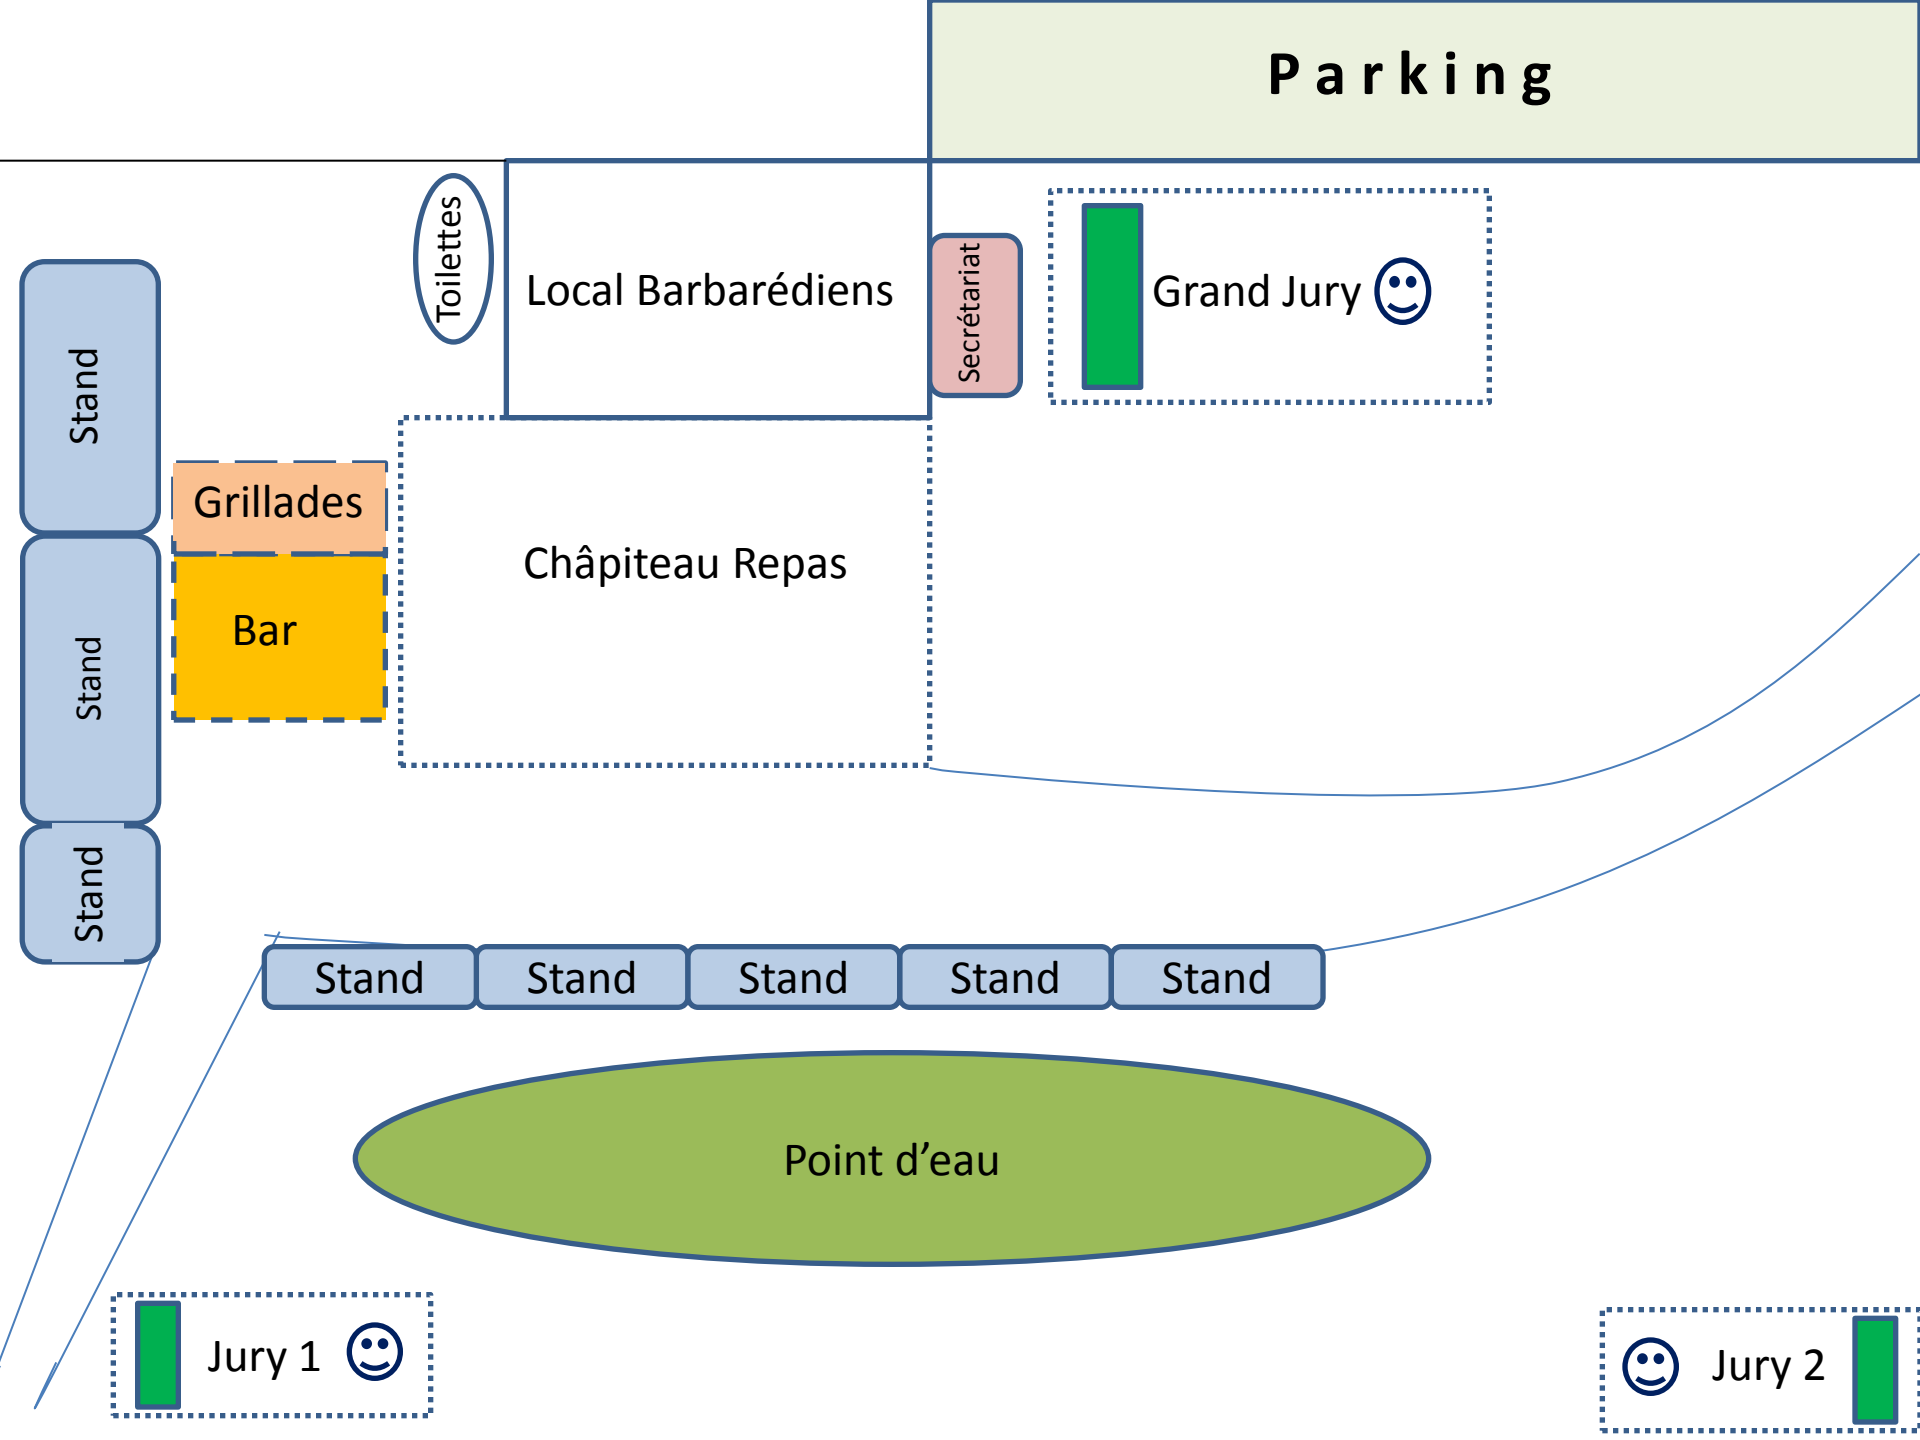 P a r k i n g
Toilettes
Local Barbarédiens
Secrétariat
Grand Jury
Stand
Grillades
Châpiteau Repas
Bar
Stand
Stand
Stand
Stand
Stand
Stand
Stand
Point d’eau
Jury 1
Jury 2